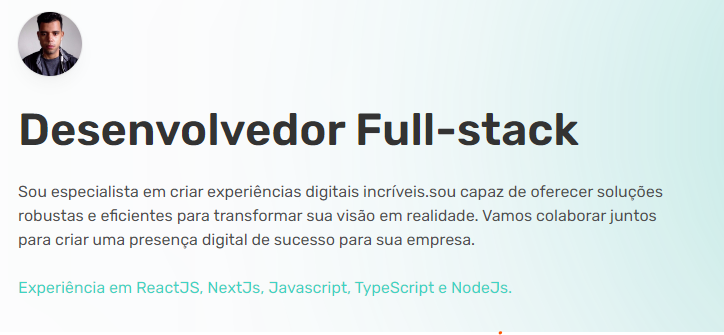 Desenvolvedor Full-stack
Sou especialista em criar experiências digitais incríveis.sou capaz de oferecer soluções
robustas e eficientes para transformar sua visão em realidade. Vamos colaborar juntos
para criar uma presença digital de sucesso para sua empresa.
Experiência em ReactJS, NextJs, Javascript, TypeScript e NodeJs.